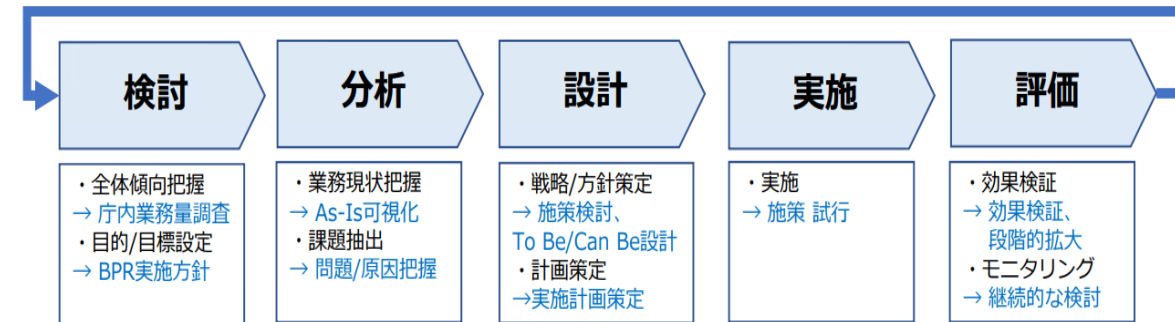 検討
分析
設計
実施
評価
・全体傾向把握
→ 庁内業務量調査
・目的/目標設定
→ BPR実施方針
・業務現状把握
→ As-Is可視化
・課題抽出
→ 問題/原因把握
・戦略/方針策定
→ 施策検討、
To Be/Can Be設計
・計画策定
→実施計画策定
・実施
→ 施策 試行
・効果検証
→ 効果検証、
段階的拡大
・モニタリング
→ 継続的な検討